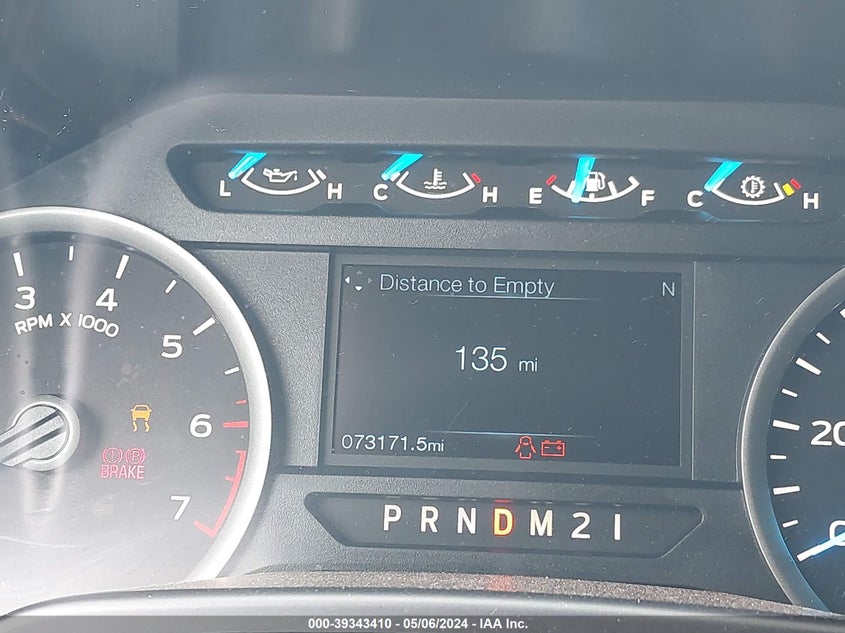 L H C H E F C H
Distance to Empty N
3 4
RPM X 1000
5
135 mi
6
20
073171.5mi
BRAKE
7
P R N D M 2 1
0
000-39343410 - 05/06/2024 - IAA Inc.